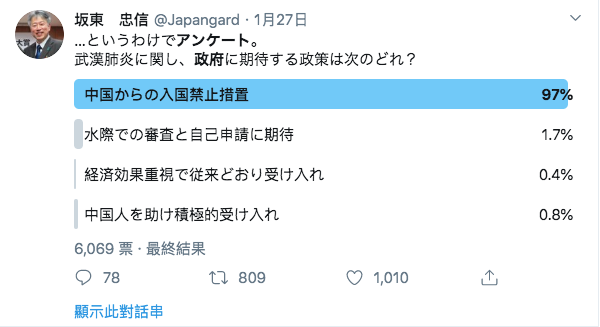 坂東　忠信 @Japangard · 1月27日
...というわけでアンケート。
武漢肺炎に関し、政府に期待する政策は次のどれ？
中国からの入国禁止措置 97%
水際での審査と自己申請に期待 1.7%
経済効果重視で従来どおり受け入れ 0.4%
中国人を助け積極的受け入れ 0.8%
6,069 票 · 最終結果
78 809 1,010
顯示此對話串